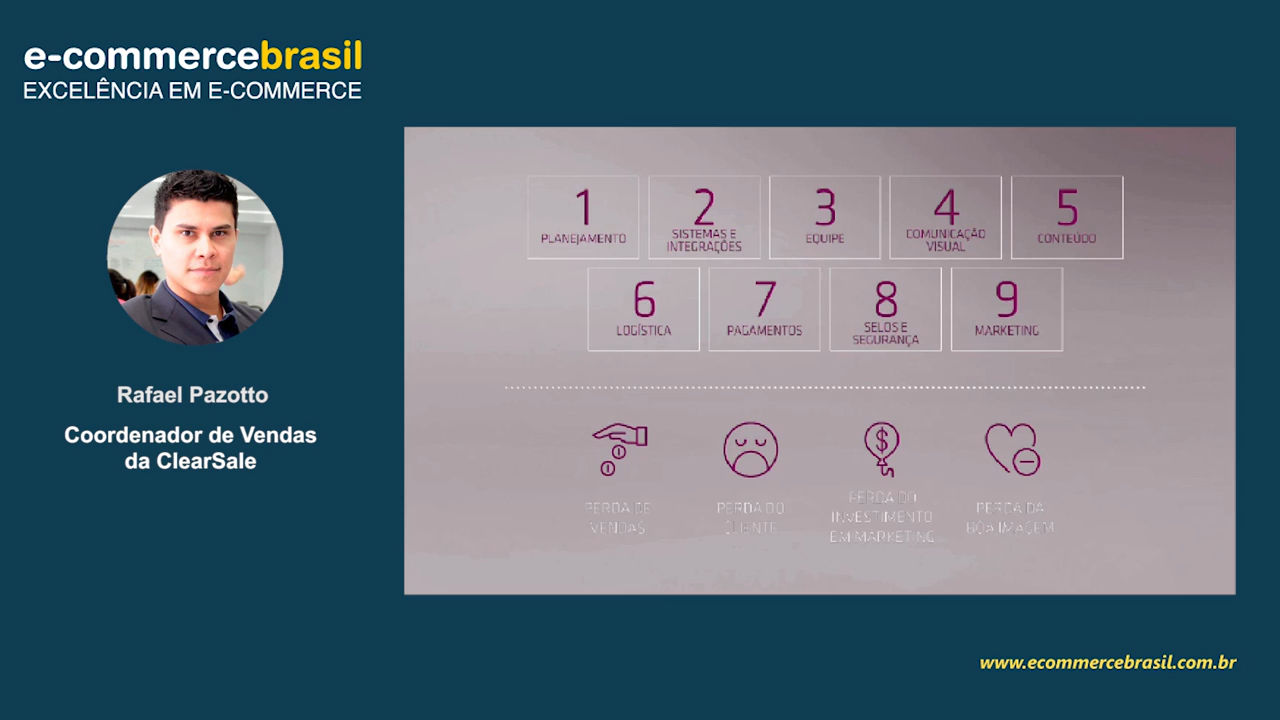 e-commercebrasil
EXCELÊNCIA EM E-COMMERCE
Rafael Pazotto
Coordenador de Vendas
da ClearSale
1
PLANEJAMENTO
2
SISTEMAS E
INTEGRAÇÕES
3
EQUIPE
4
COMUNICAÇÃO
VISUAL
5
CONTEÚDO
6
LOGÍSTICA
7
PAGAMENTOS
8
SELOS E
SEGURANÇA
9
MARKETING
PERDA DE
VENDAS
PERDA DO
CLIENTE
PERDA DO
INVESTIMENTO
EM MARKETING
PERDA DA
BOA IMAGEM
www.ecommercebrasil.com.br